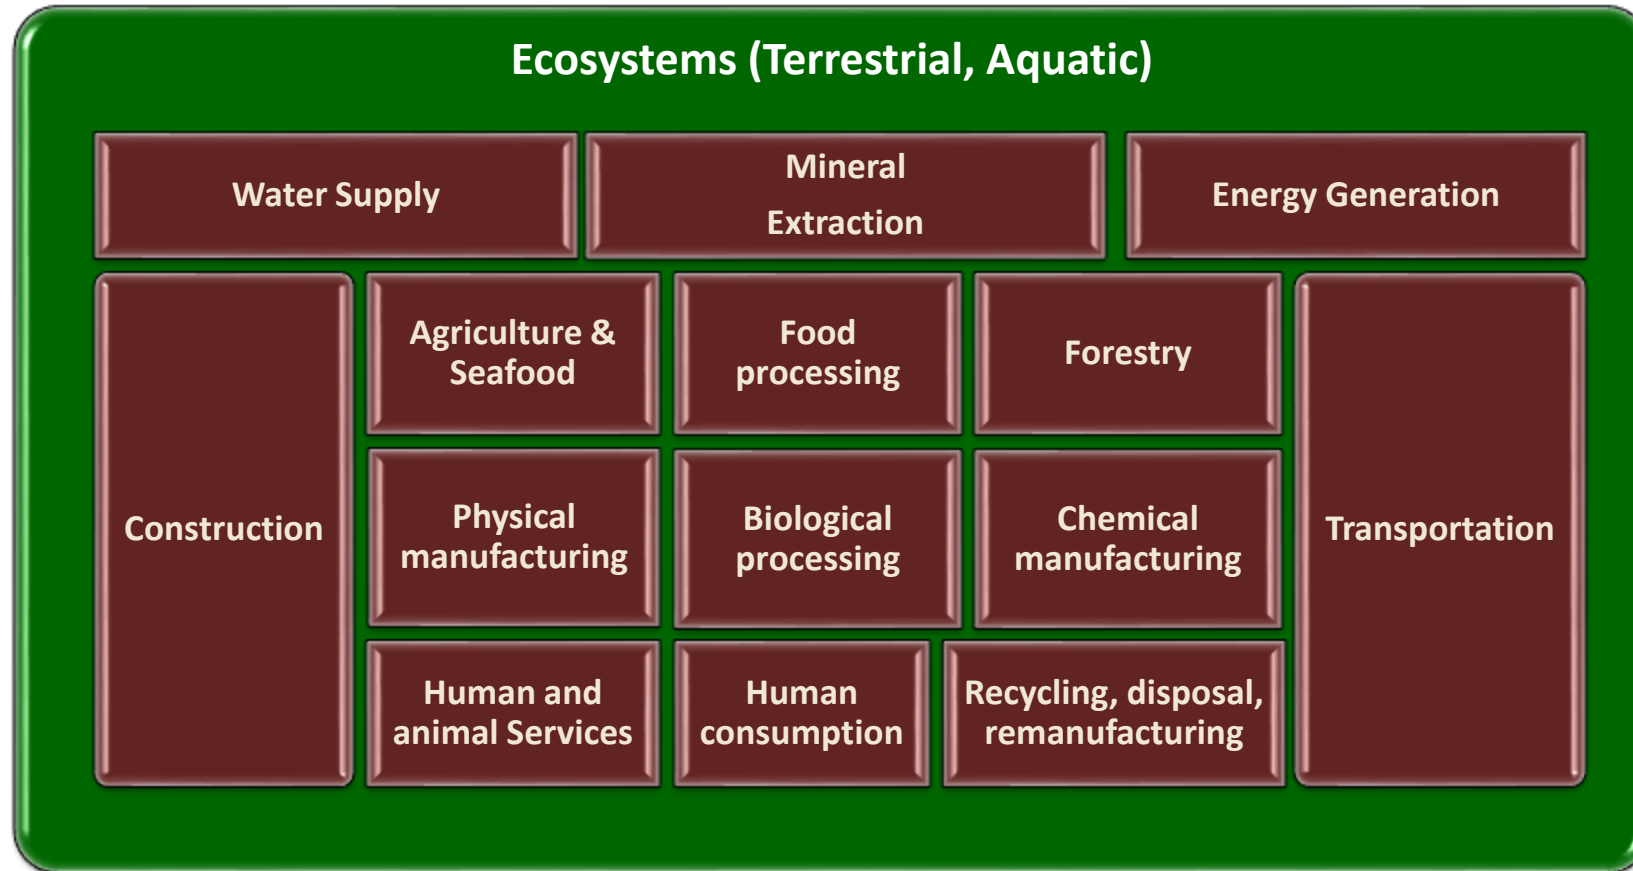 Ecosystems (Terrestrial, Aquatic)
Water Supply
Mineral
Extraction
Energy Generation
Construction
Agriculture &
Seafood
Food
processing
Forestry
Physical
manufacturing
Biological
processing
Chemical
manufacturing
Human and
animal Services
Human
consumption
Recycling, disposal,
remanufacturing
Transportation